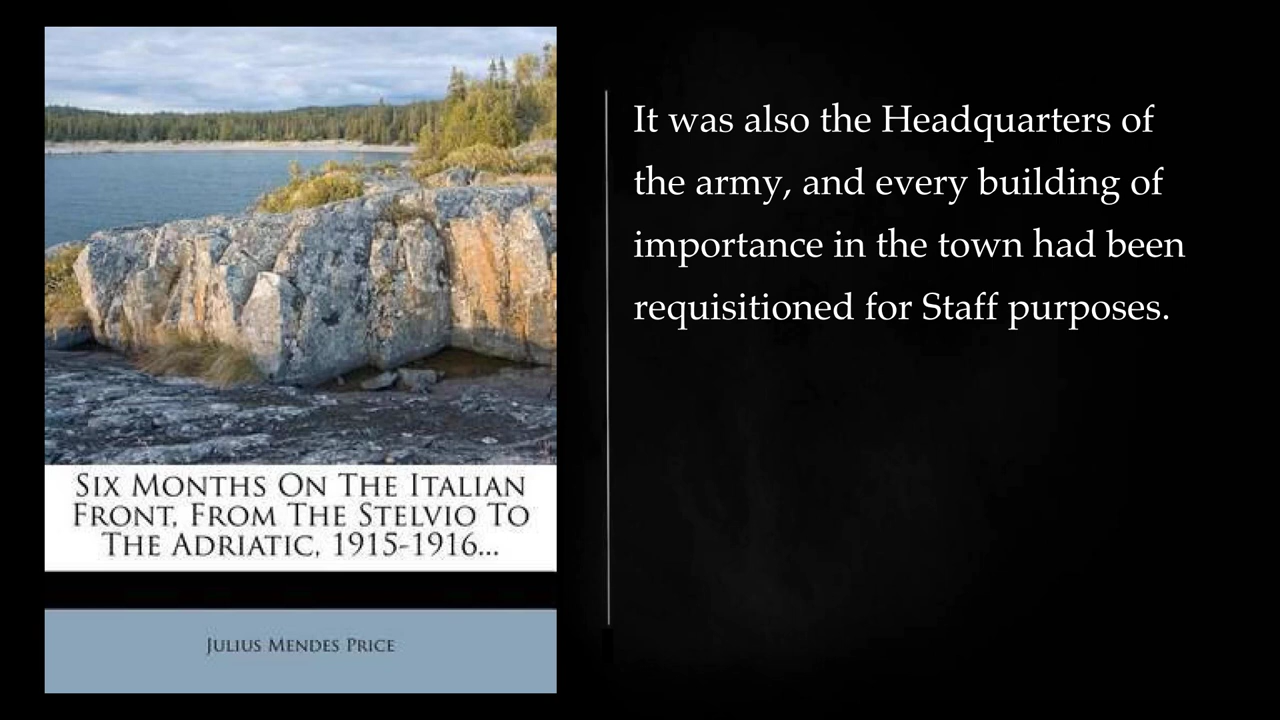 SIX MONTHS ON THE ITALIAN
FRONT, FROM THE STELVIO TO
THE ADRIATIC, 1915-1916...
JULIUS MENDES PRICE
It was also the Headquarters of
the army, and every building of
importance in the town had been
requisitioned for Staff purposes.